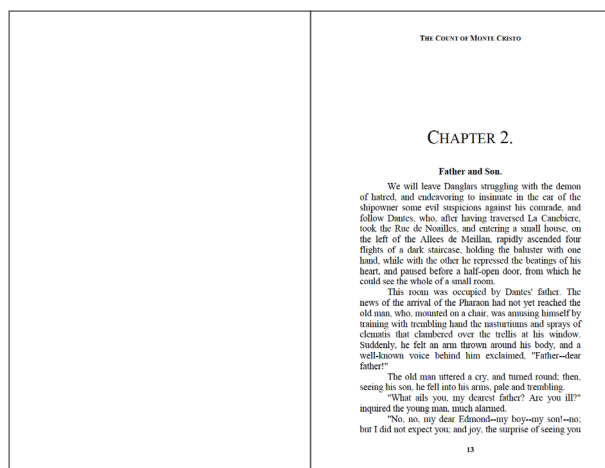 THE COUNT OF MONTE CRISTO
CHAPTER 2.
Father and Son.
We will leave Danglars struggling with the demon
of hatred, and endeavoring to insinuate in the ear of the
shipowner some evil suspicions against his comrade, and
follow Dantes, who, after having traversed La Canebiere,
took the Rue de Noailles, and entering a small house, on
the left of the Allees de Meillan, rapidly ascended four
flights of a dark staircase, holding the baluster with one
hand, while with the other he repressed the beatings of his
heart, and paused before a half-open door, from which he
could see the whole of a small room.
This room was occupied by Dantes' father. The
news of the arrival of the Pharaon had not yet reached the
old man, who, mounted on a chair, was amusing himself by
training with trembling hand the nasturtiums and sprays of
clematis that clambered over the trellis at his window.
Suddenly, he felt an arm thrown around his body, and a
well-known voice behind him exclaimed, "Father--dear
father!"
The old man uttered a cry, and turned round; then,
seeing his son, he fell into his arms, pale and trembling.
"What ails you, my dearest father? Are you ill?"
inquired the young man, much alarmed.
"No, no, my dear Edmond--my boy--my son!--no;
but I did not expect you; and joy, the surprise of seeing you
13